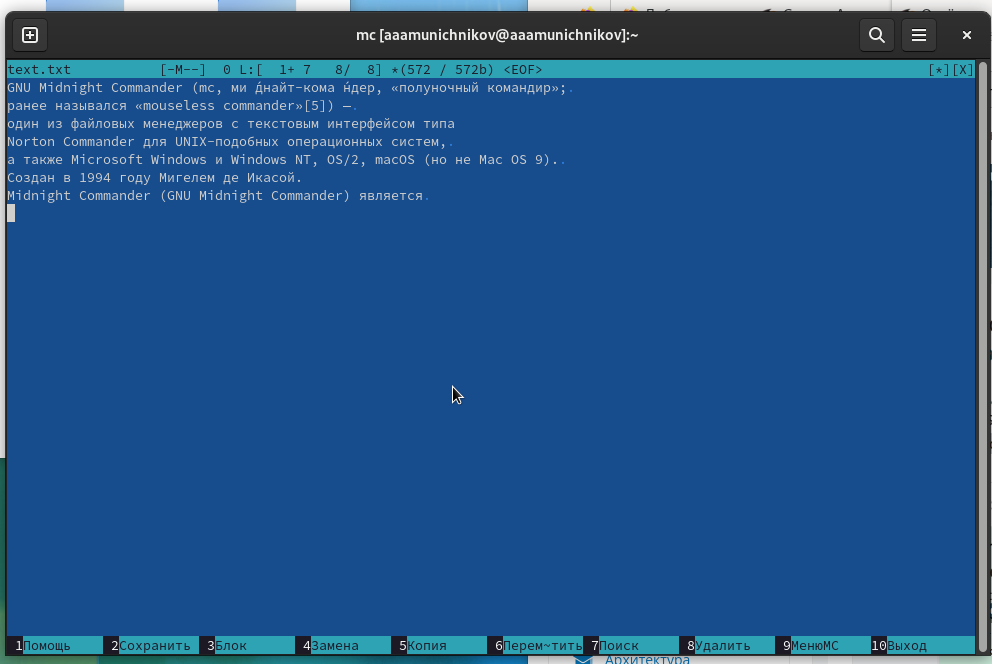 mc [aaamunichnikov@aaamunichnikov]:~
text.txt [-M--] 0 L:[ 1+ 7 8/ 8] *(572 / 572b) <EOF> [*][X]
GNU Midnight Commander (mc, ми ́днайт-кома ́ндер, «полуночный командир»;.
ранее назывался «mouseless commander»[5]) —.
один из файловых менеджеров с текстовым интерфейсом типа
Norton Commander для UNIX-подобных операционных систем,.
а также Microsoft Windows и Windows NT, OS/2, macOS (но не Mac OS 9)..
Создан в 1994 году Мигелем де Икасой.
Midnight Commander (GNU Midnight Commander) является.
1Помощь 2Сохранить 3Блок 4Замена 5Копия 6Перем~тить 7Поиск 8Удалить 9МенюMC 10Выход
Архитектура